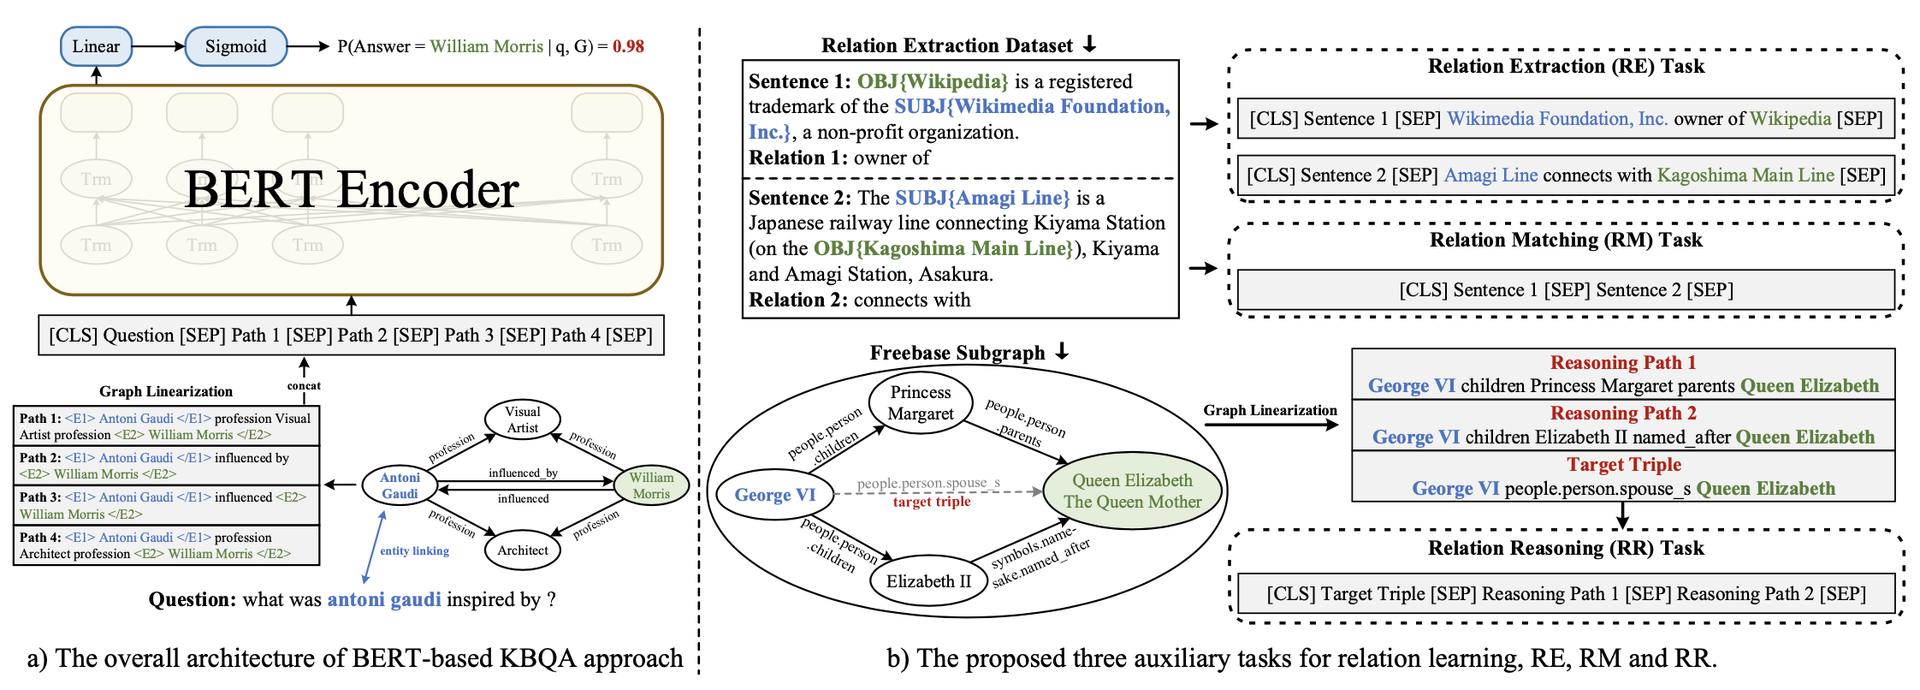 Linear
Sigmoid
P(Answer = William Morris | q, G) = 0.98
Trm
Trm
Trm
Trm
BERT Encoder
Trm
Trm
Trm
Trm
[CLS] Question [SEP] Path 1 [SEP] Path 2 [SEP] Path 3 [SEP] Path 4 [SEP]
Graph Linearization
concat
Path 1: <E1> Antoni Gaudi </E1> profession Visual
Artist profession <E2> William Morris </E2>
Path 2: <E1> Antoni Gaudi </E1> influenced by
<E2> William Morris </E2>
Path 3: <E1> Antoni Gaudi </E1> influenced <E2>
William Morris </E2>
Path 4: <E1> Antoni Gaudi </E1> profession
Architect profession <E2> William Morris </E2>
Visual
Artist
profession
profession
Antoni
Gaudi
influenced_by
influenced
William
Morris
profession
profession
Architect
entity linking
Question: what was antoni gaudi inspired by ?
a) The overall architecture of BERT-based KBQA approach
Relation Extraction Dataset ↓
Sentence 1: OBJ{Wikipedia} is a registered
trademark of the SUBJ{Wikimedia Foundation,
Inc.}, a non-profit organization.
Relation 1: owner of
Sentence 2: The SUBJ{Amagi Line} is a
Japanese railway line connecting Kiyama Station
(on the OBJ{Kagoshima Main Line}), Kiyama
and Amagi Station, Asakura.
Relation 2: connects with
Relation Extraction (RE) Task
[CLS] Sentence 1 [SEP] Wikimedia Foundation, Inc. owner of Wikipedia [SEP]
[CLS] Sentence 2 [SEP] Amagi Line connects with Kagoshima Main Line [SEP]
Relation Matching (RM) Task
[CLS] Sentence 1 [SEP] Sentence 2 [SEP]
Freebase Subgraph ↓
Princess
Margaret
people.person
.children
people.person
.parents
George VI
people.person.spouse_s
target triple
Queen Elizabeth
The Queen Mother
people.person
.children
symbols.name-
sake.named_after
Elizabeth II
Graph Linearization
Reasoning Path 1
George VI children Princess Margaret parents Queen Elizabeth
Reasoning Path 2
George VI children Elizabeth II named_after Queen Elizabeth
Target Triple
George VI people.person.spouse_s Queen Elizabeth
Relation Reasoning (RR) Task
[CLS] Target Triple [SEP] Reasoning Path 1 [SEP] Reasoning Path 2 [SEP]
b) The proposed three auxiliary tasks for relation learning, RE, RM and RR.